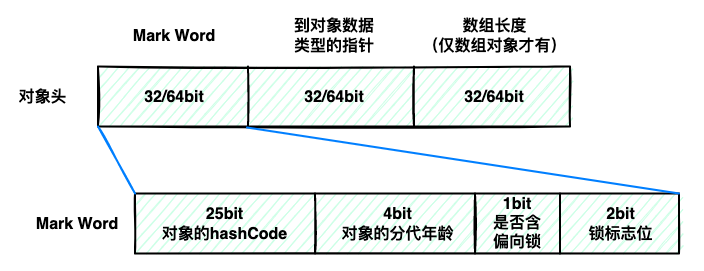 Mark Word
到对象数据
类型的指针
数组长度
（仅数组对象才有）
对象头
32/64bit
32/64bit
32/64bit
Mark Word
25bit
对象的hashCode
4bit
对象的分代年龄
1bit
是否含
偏向锁
2bit
锁标志位